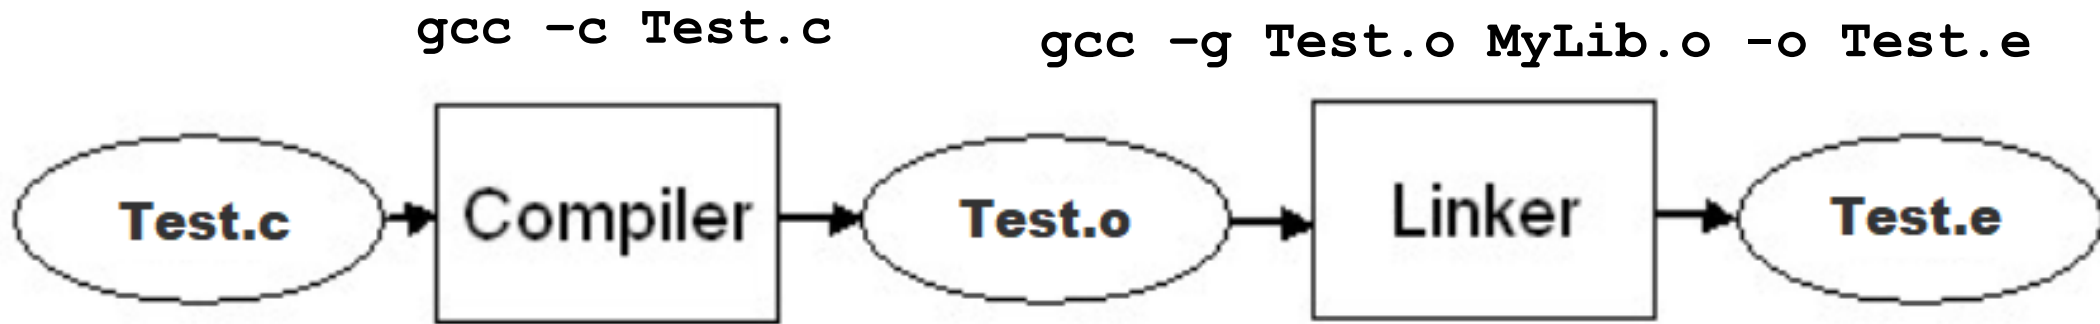 gcc –c Test.c
gcc –g Test.o MyLib.o -o Test.e
Test.c
Compiler
Test.o
Linker
Test.e